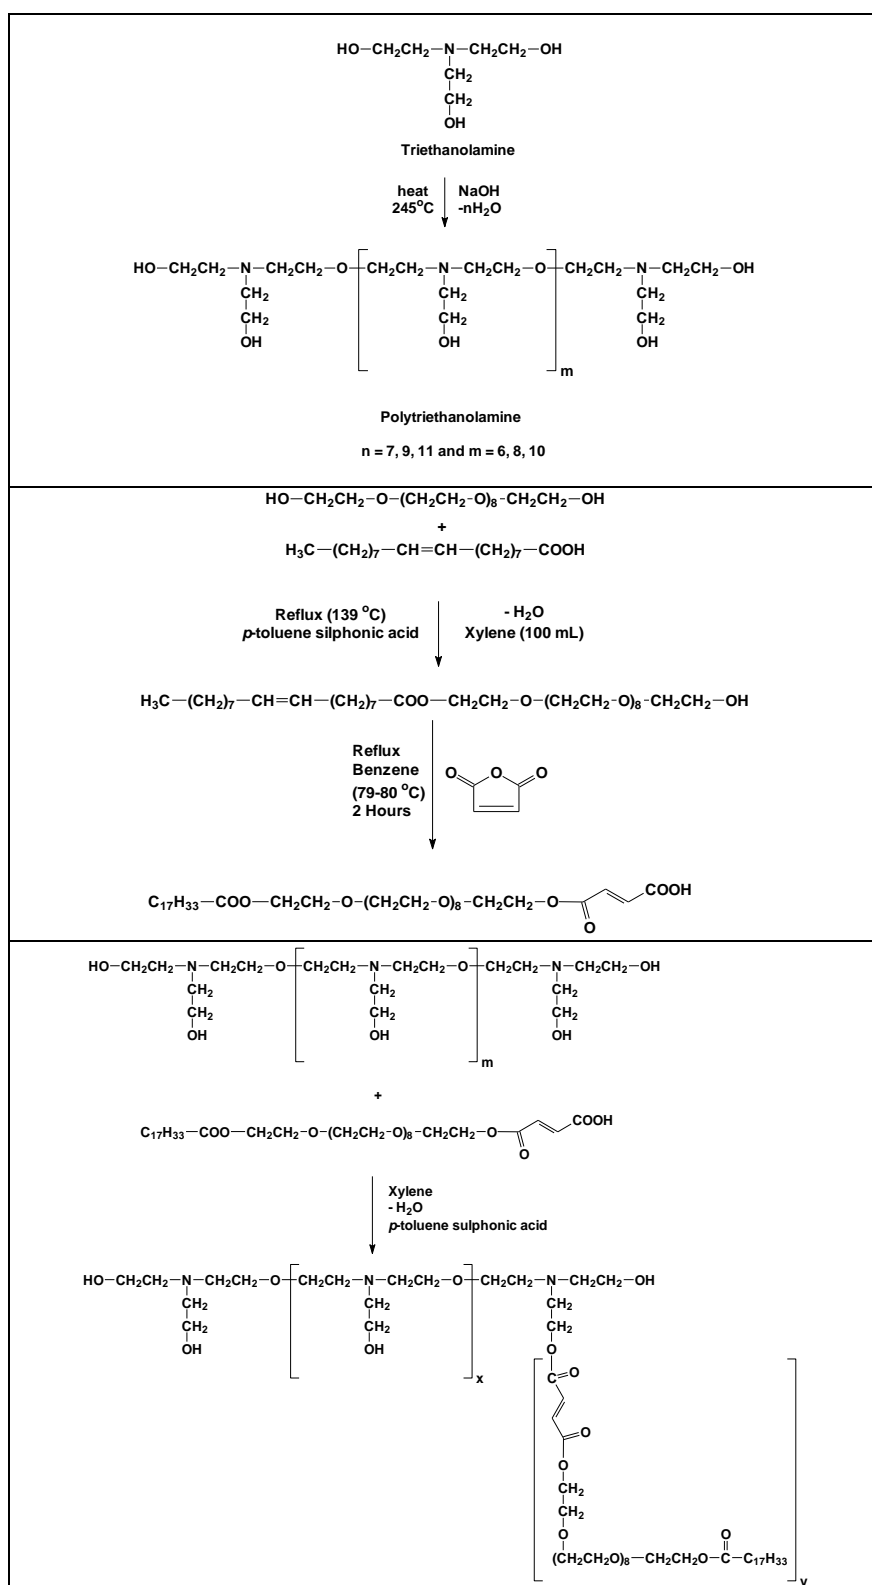 HO—CH2CH2—N—CH2CH2—OH
CH2
CH2
OH
Triethanolamine
heat NaOH
245°C -nH2O
HO—CH2CH2—N—CH2CH2—O—CH2CH2—N—CH2CH2—O—CH2CH2—N—CH2CH2—OH
CH2 CH2 CH2
CH2 CH2 CH2
OH OH OH
m
Polytriethanolamine
n = 7, 9, 11 and m = 6, 8, 10
HO—CH2CH2—O—(CH2CH2-O)8-CH2CH2—OH
+
H3C—(CH2)7—CH=CH—(CH2)7—COOH
Reflux (139 °C) - H2O
p-toluene silphonic acid Xylene (100 mL)
H3C—(CH2)7—CH=CH—(CH2)7—COO—CH2CH2—O—(CH2CH2-O)8-CH2CH2—OH
Reflux
Benzene
(79-80 °C)
2 Hours
O O O
C17H33—COO—CH2CH2—O—(CH2CH2-O)8-CH2CH2—O COOH
O
HO—CH2CH2—N—CH2CH2—O—CH2CH2—N—CH2CH2—O—CH2CH2—N—CH2CH2—OH
CH2 CH2 CH2
CH2 CH2 CH2
OH OH OH
m
+
C17H33—COO—CH2CH2—O—(CH2CH2-O)8-CH2CH2—O COOH
O
Xylene
- H2O
p-toluene sulphonic acid
HO—CH2CH2—N—CH2CH2—O—CH2CH2—N—CH2CH2—O—CH2CH2—N—CH2CH2—OH
CH2 CH2 CH2
CH2 CH2 CH2
OH OH O
x
C=O
O
O
CH2
CH2
O O
(CH2CH2O)8—CH2CH2O—C—C17H33
y